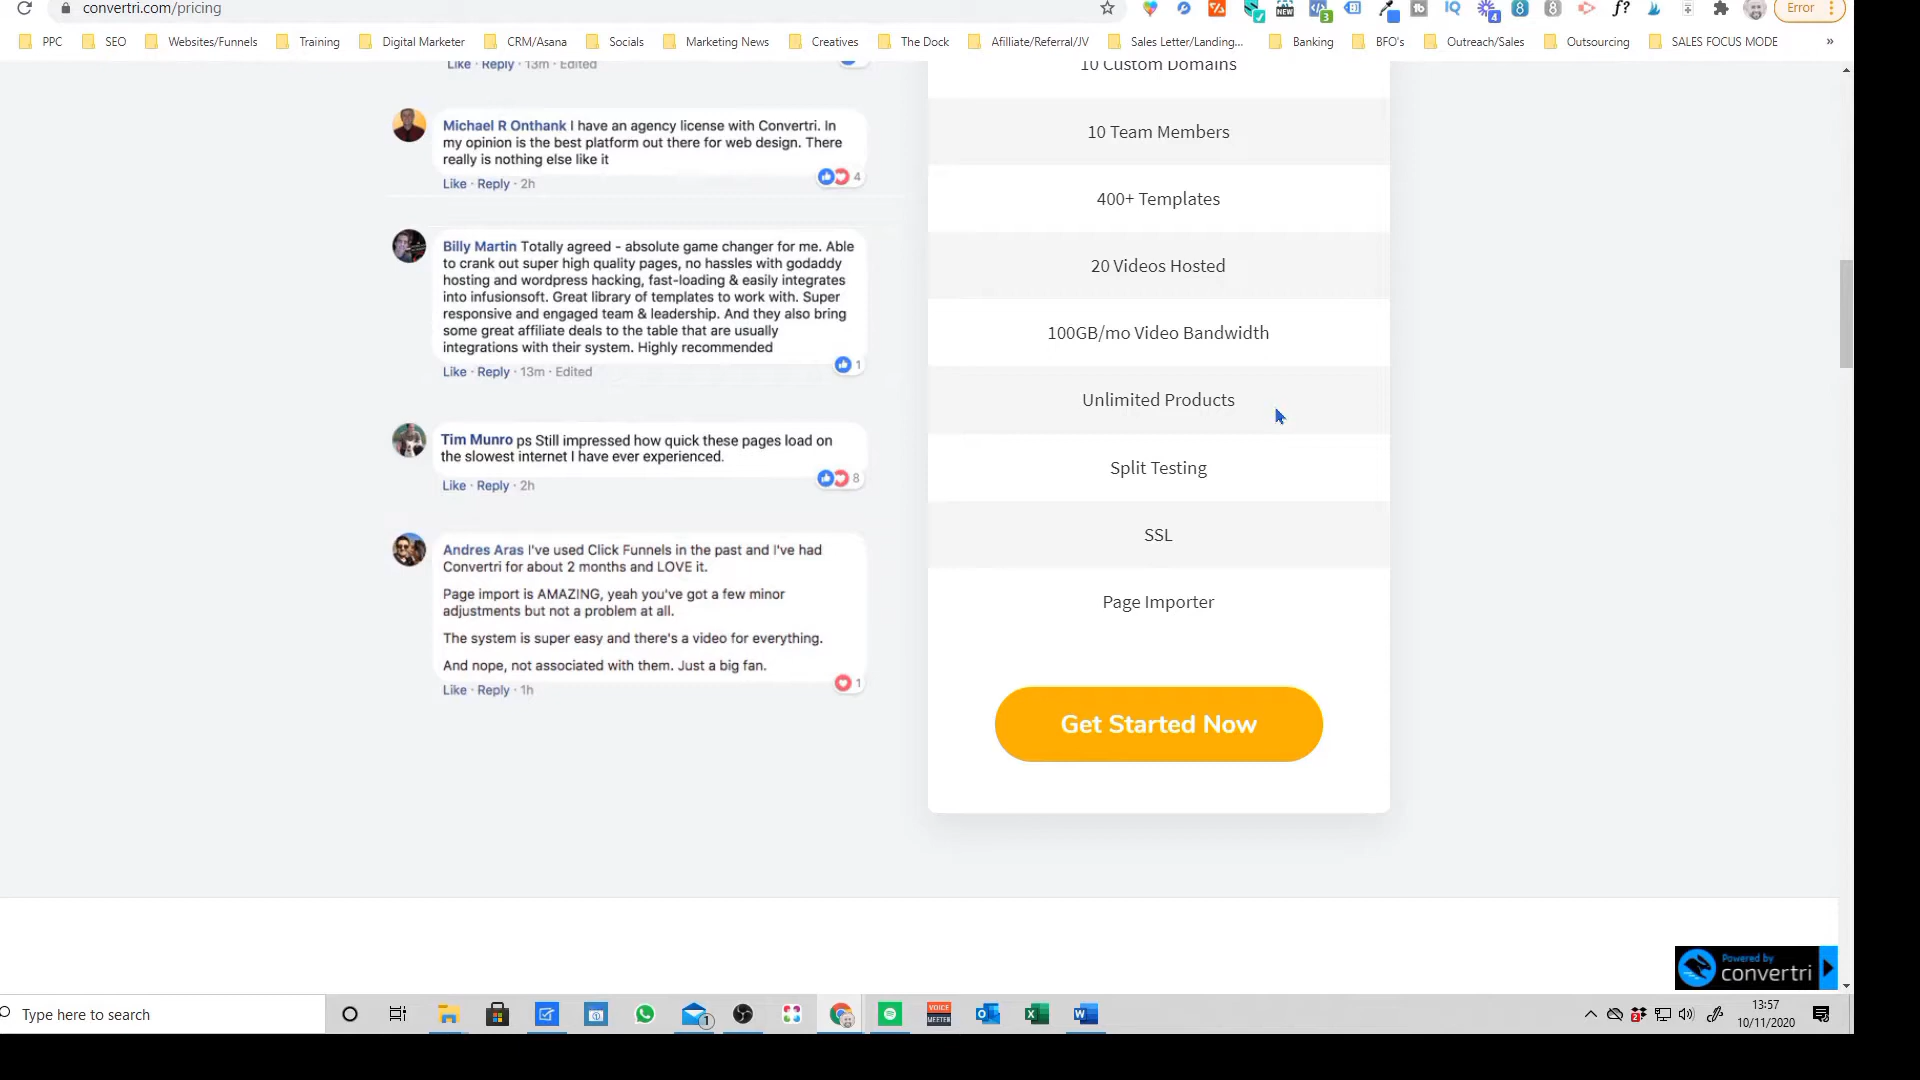 convertri.com/pricing
Error
PPC SEO Websites/Funnels Training Digital Marketer CRM/Asana Socials Marketing News Creatives The Dock Afilliate/Referral/JV Sales Letter/Landing... Banking BFO's Outreach/Sales Outsourcing SALES FOCUS MODE »
Like · Reply · 13m · Edited
Michael R Onthank I have an agency license with Convertri. In
my opinion is the best platform out there for web design. There
really is nothing else like it
4
Like · Reply · 2h
Billy Martin Totally agreed - absolute game changer for me. Able
to crank out super high quality pages, no hassles with godaddy
hosting and wordpress hacking, fast-loading & easily integrates
into infusionsoft. Great library of templates to work with. Super
responsive and engaged team & leadership. And they also bring
some great affiliate deals to the table that are usually
integrations with their system. Highly recommended
1
Like · Reply · 13m · Edited
Tim Munro ps Still impressed how quick these pages load on
the slowest internet I have ever experienced.
8
Like · Reply · 2h
Andres Aras I've used Click Funnels in the past and I've had
Convertri for about 2 months and LOVE it.
Page import is AMAZING, yeah you've got a few minor
adjustments but not a problem at all.
The system is super easy and there's a video for everything.
And nope, not associated with them. Just a big fan.
1
Like · Reply · 1h
10 Custom Domains
10 Team Members
400+ Templates
20 Videos Hosted
100GB/mo Video Bandwidth
Unlimited Products
Split Testing
SSL
Page Importer
Get Started Now
Powered by
convertri
Type here to search
VOICE
MEETER
13:57
10/11/2020